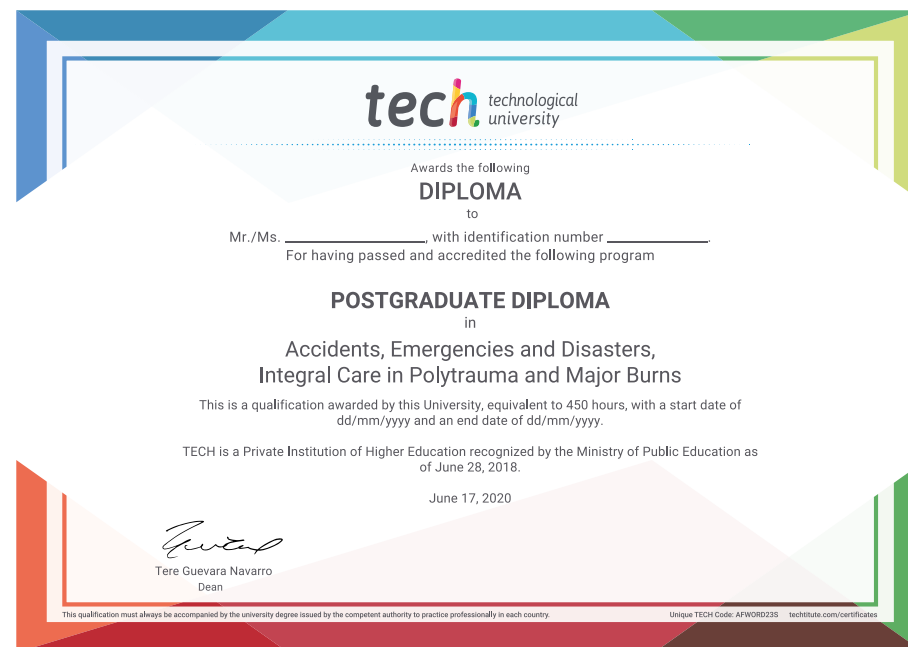 tech technological
university
Awards the following
DIPLOMA
to
Mr./Ms. ____________________, with identification number _______________.
For having passed and accredited the following program
POSTGRADUATE DIPLOMA
in
Accidents, Emergencies and Disasters,
Integral Care in Polytrauma and Major Burns
This is a qualification awarded by this University, equivalent to 450 hours, with a start date of
dd/mm/yyyy and an end date of dd/mm/yyyy.
TECH is a Private Institution of Higher Education recognized by the Ministry of Public Education as
of June 28, 2018.
June 17, 2020
Tere Guevara Navarro
Dean
This qualification must always be accompanied by the university degree issued by the competent authority to practice professionally in each country. Unique TECH Code: AFWORD23S techtitute.com/certificates